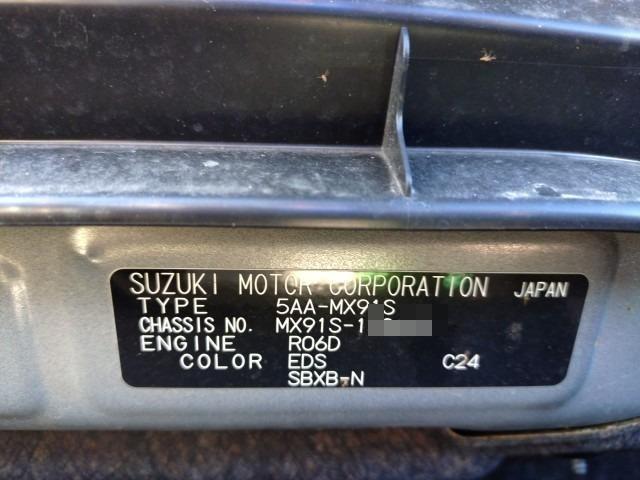 SUZUKI MOTOR CORPORATION JAPAN
TYPE 5AA-MX91S
CHASSIS NO. MX91S-1
ENGINE R06D
COLOR EDS C24
SBXB-N